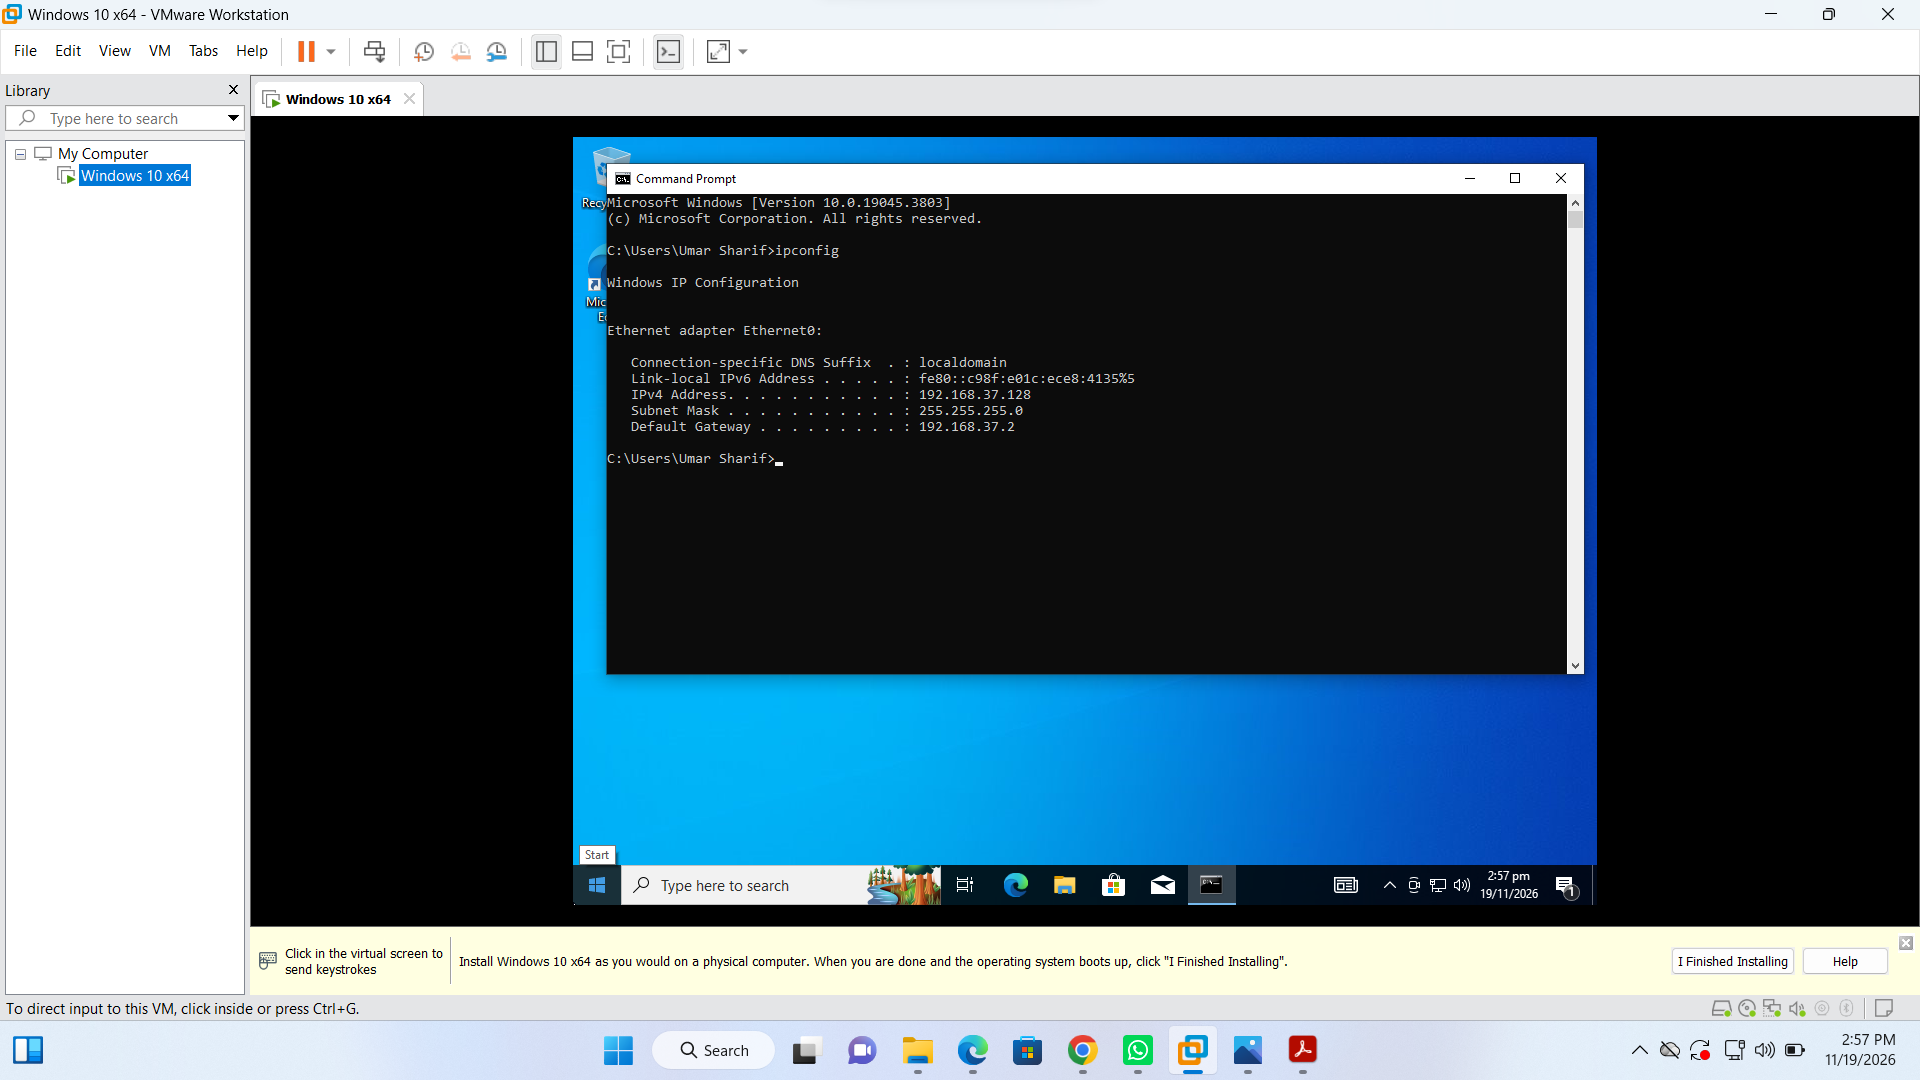 Windows 10 x64 - VMware Workstation
File Edit View VM Tabs Help
Library
Type here to search
My Computer
Windows 10 x64
Windows 10 x64
Command Prompt
Microsoft Windows [Version 10.0.19045.3803]
(c) Microsoft Corporation. All rights reserved.
C:\Users\Umar Sharif>ipconfig
Windows IP Configuration
Ethernet adapter Ethernet0:
Connection-specific DNS Suffix . : localdomain
Link-local IPv6 Address . . . . . : fe80::c98f:e01c:ece8:4135%5
IPv4 Address. . . . . . . . . . . : 192.168.37.128
Subnet Mask . . . . . . . . . . . : 255.255.255.0
Default Gateway . . . . . . . . . : 192.168.37.2
C:\Users\Umar Sharif>
Recy
Mic
E
Start
Type here to search
2:57 pm
19/11/2026
1
Click in the virtual screen to
send keystrokes
Install Windows 10 x64 as you would on a physical computer. When you are done and the operating system boots up, click "I Finished Installing".
I Finished Installing
Help
To direct input to this VM, click inside or press Ctrl+G.
Search
2:57 PM
11/19/2026